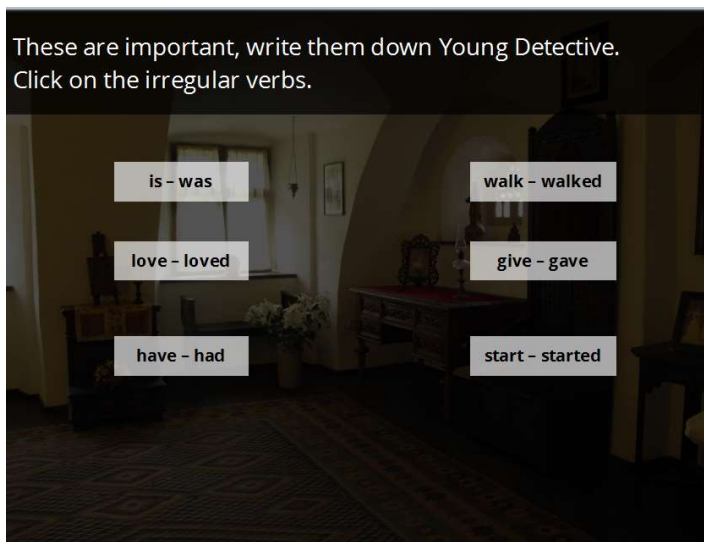 These are important, write them down Young Detective.
Click on the irregular verbs.
is – was
walk – walked
love – loved
give – gave
have – had
start – started